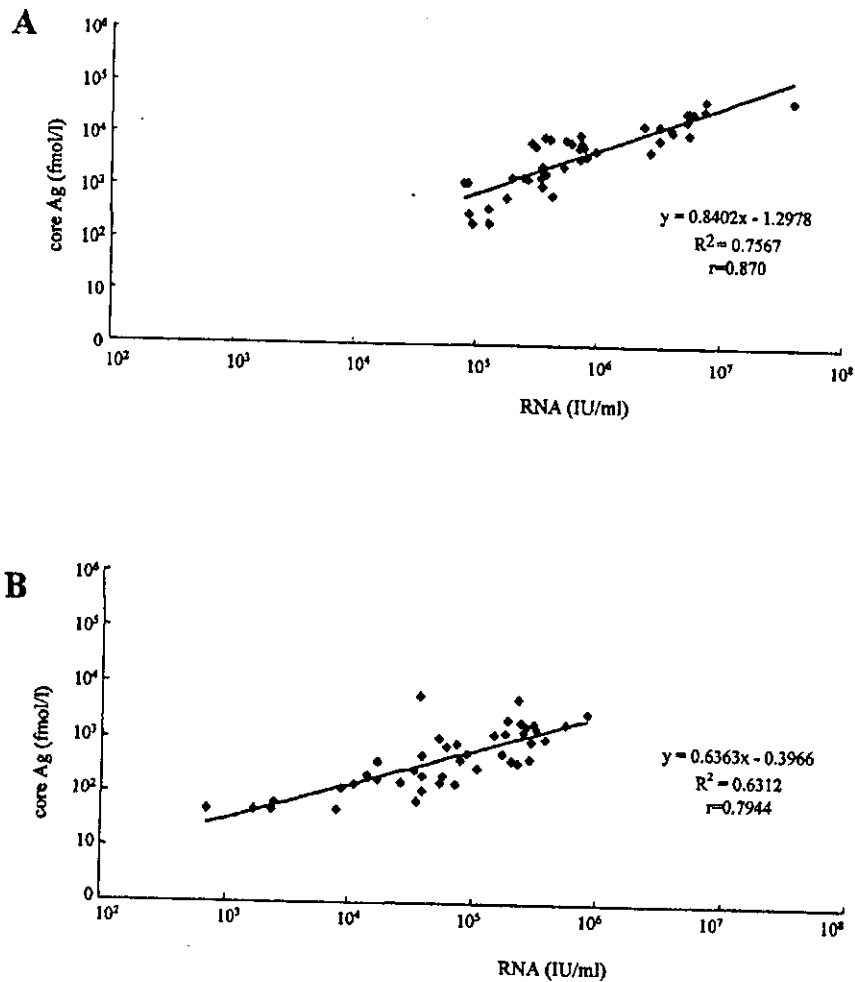 A
10⁶
10⁵
10⁴
10³
10²
10
0
core Ag (fmol/l)
y = 0.8402x - 1.2978
R² = 0.7567
r=0.870
10² 10³ 10⁴ 10⁵ 10⁶ 10⁷ 10⁸
RNA (IU/ml)
B
10⁶
10⁵
10⁴
10³
10²
10
0
core Ag (fmol/l)
y = 0.6363x - 0.3966
R² = 0.6312
r=0.7944
10² 10³ 10⁴ 10⁵ 10⁶ 10⁷ 10⁸
RNA (IU/ml)